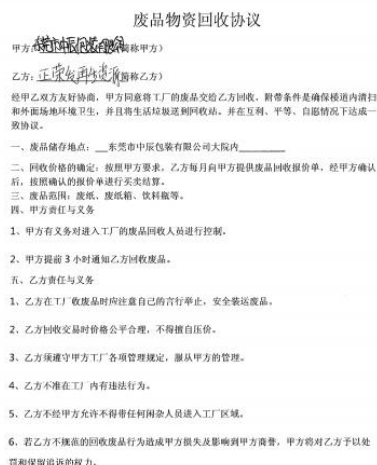 废品物资回收协议
甲方: (简称甲方)
乙方: 正荣再生资源 (简称乙方)
经甲乙双方友好协商，甲方同意将工厂的废品交给乙方回收，附带条件是确保楼道内清扫
和外面场地环境卫生，并且将生活垃圾送到回收站。并在互利、平等、自愿情况下达成一
致协议。
一、废品储存地点：__东莞市中辰包装有限公司大院内________
二、回收价格的确定：按照甲方要求，乙方每月向甲方提供废品回收报价单，经甲方确认
后，按照确认的报价单进行买卖结算。
三、废品范围：废纸、废纸箱、饮料瓶等。
四、甲方责任与义务
1、甲方有义务对进入工厂的废品回收人员进行控制。
2、甲方提前 3 小时通知乙方回收废品。
五、乙方责任与义务
1、乙方在工厂收废品时应注意自己的言行举止，安全装运废品。
2、乙方回收交易时价格公平合理，不得擅自压价。
3、乙方须遵守甲方工厂各项管理规定，服从甲方的管理。
4、乙方不准在工厂内有违法行为。
5、乙方不经甲方允许不得带任何闲杂人员进入工厂区域。
6、若乙方不规范的回收废品行为造成甲方损失及影响到甲方商誉，甲方将对乙方予以处
罚和保留追诉的权力。